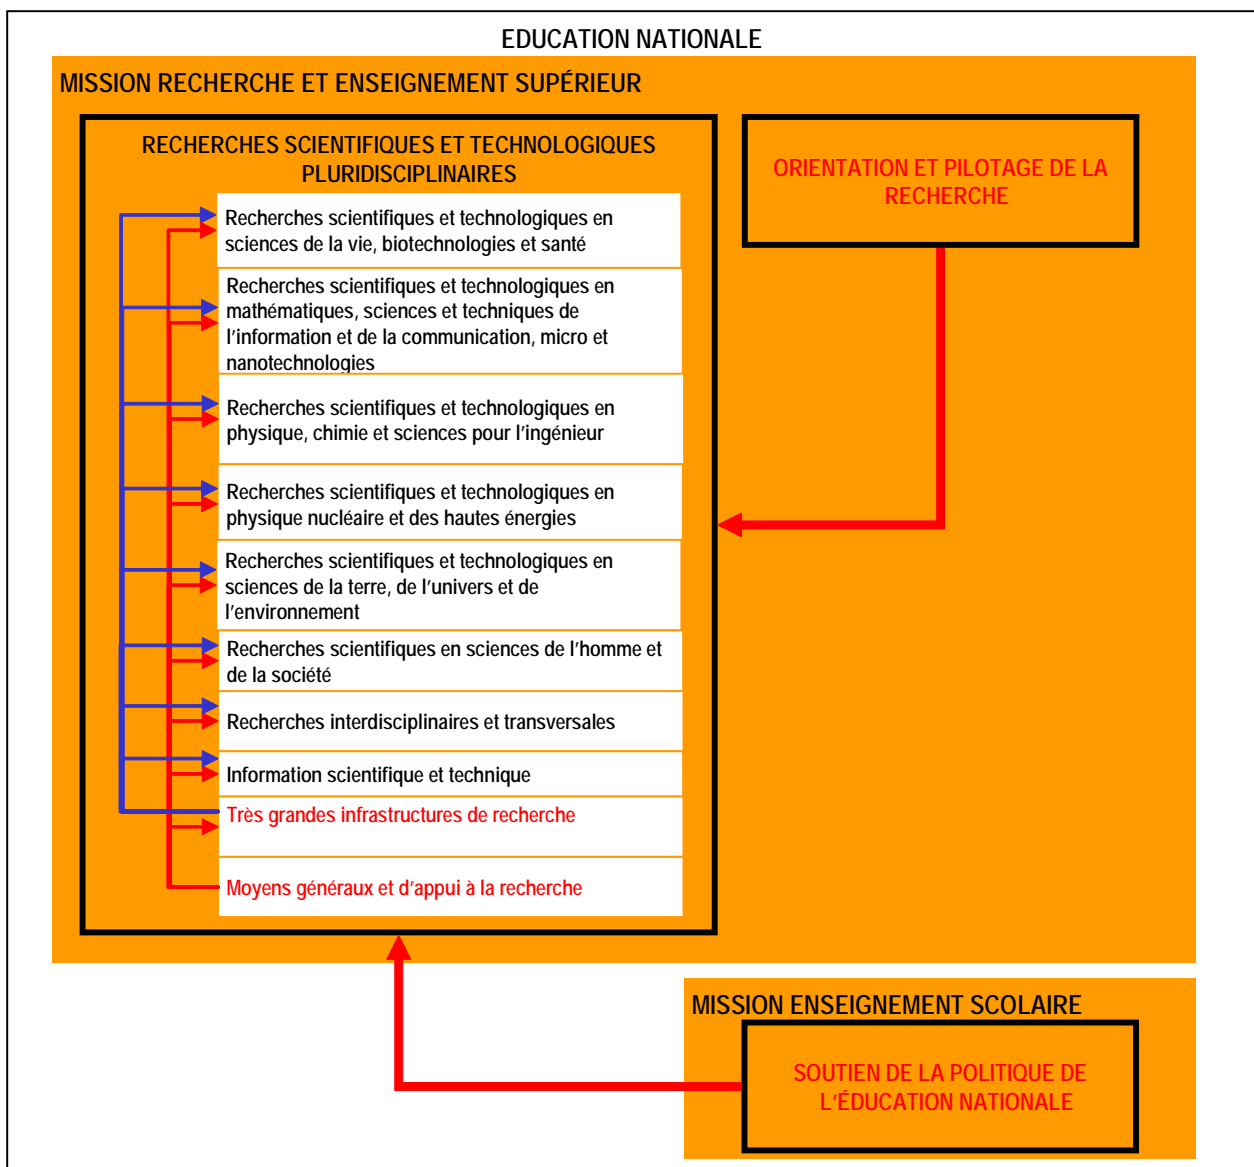 EDUCATION NATIONALE
MISSION RECHERCHE ET ENSEIGNEMENT SUPÉRIEUR
RECHERCHES SCIENTIFIQUES ET TECHNOLOGIQUES
PLURIDISCIPLINAIRES
Recherches scientifiques et technologiques en
sciences de la vie, biotechnologies et santé
Recherches scientifiques et technologiques en
mathématiques, sciences et techniques de
l'information et de la communication, micro et
nanotechnologies
Recherches scientifiques et technologiques en
physique, chimie et sciences pour l'ingénieur
Recherches scientifiques et technologiques en
physique nucléaire et des hautes énergies
Recherches scientifiques et technologiques en
sciences de la terre, de l'univers et de
l'environnement
Recherches scientifiques en sciences de l'homme et
de la société
Recherches interdisciplinaires et transversales
Information scientifique et technique
Très grandes infrastructures de recherche
Moyens généraux et d'appui à la recherche
ORIENTATION ET PILOTAGE DE LA
RECHERCHE
MISSION ENSEIGNEMENT SCOLAIRE
SOUTIEN DE LA POLITIQUE DE
L'ÉDUCATION NATIONALE